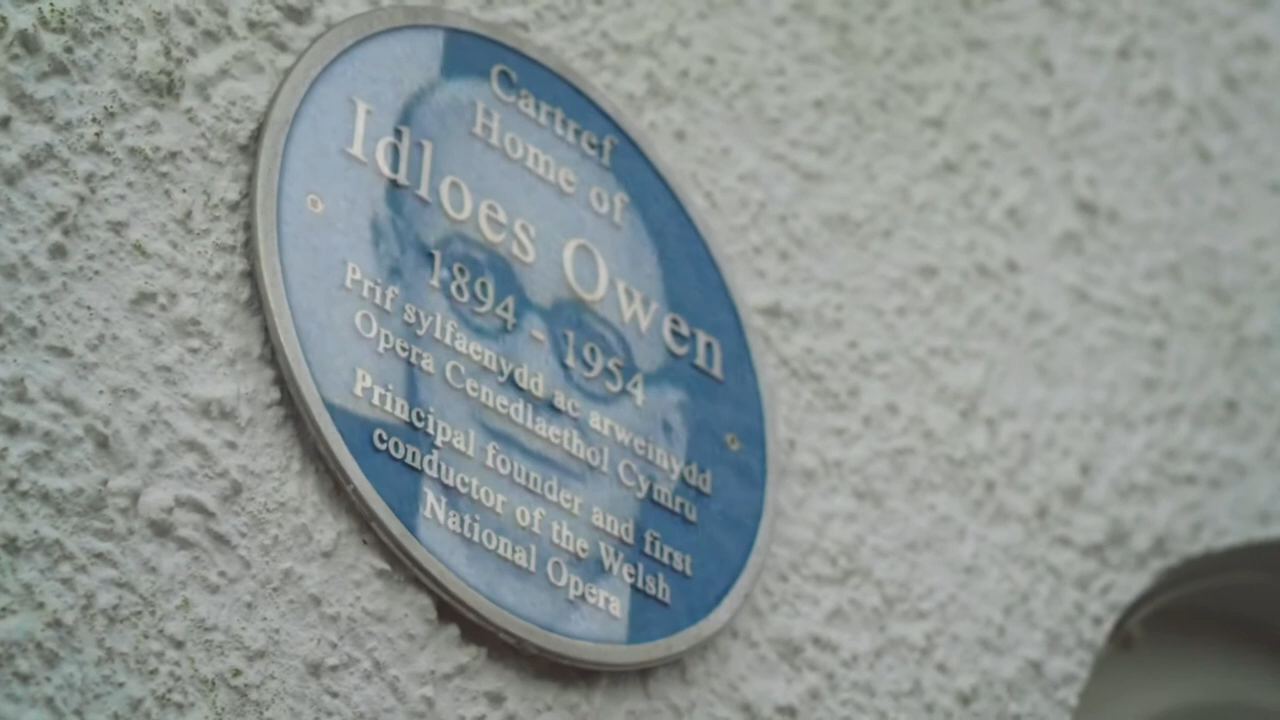 Cartref
Home of
Idloes Owen
1894 - 1954
Prif sylfaenydd ac arweinydd
Opera Cenedlaethol Cymru
Principal founder and first
conductor of the Welsh
National Opera